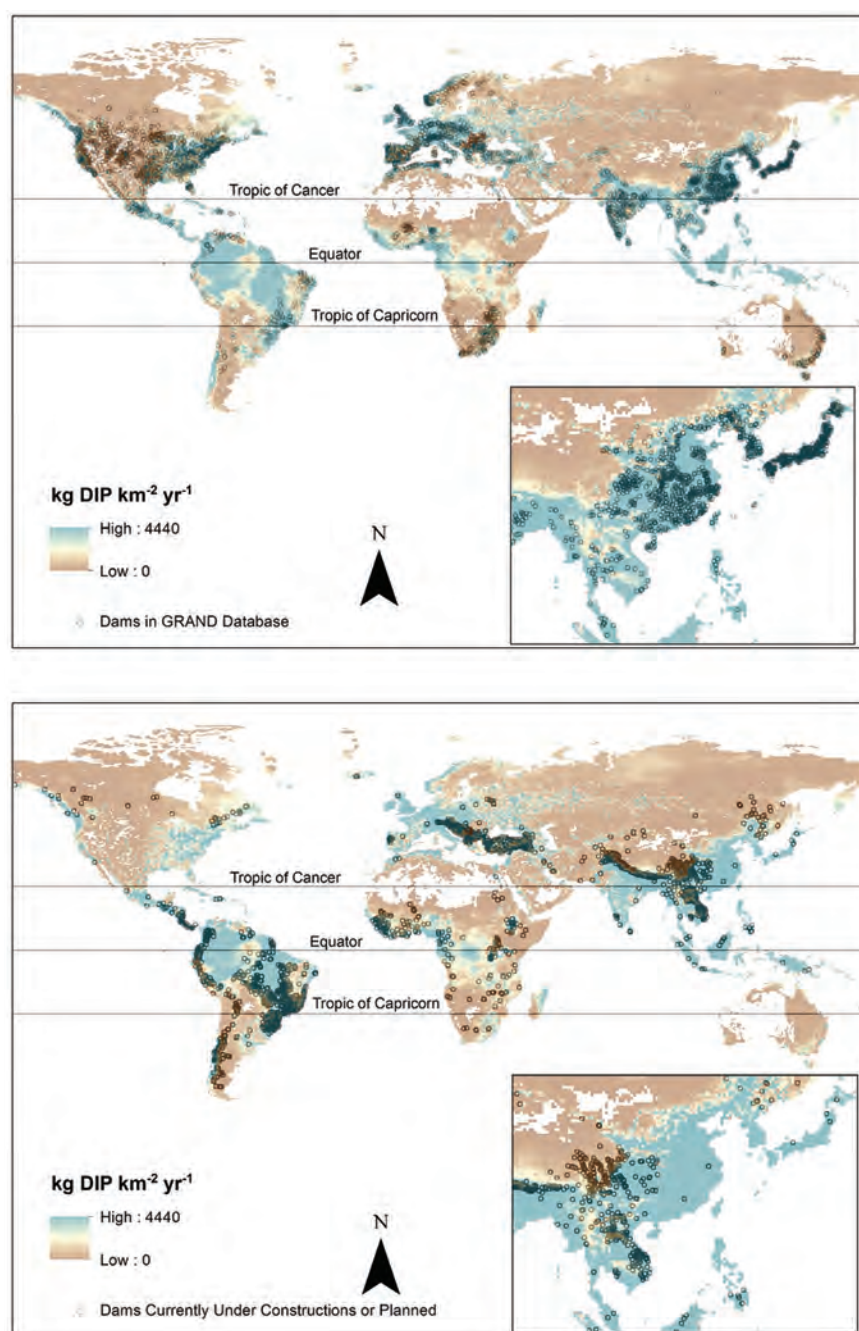 Tropic of Cancer
Equator
Tropic of Capricorn
kg DIP km-2 yr-1
High : 4440
Low : 0
N
Dams in GRAND Database
Tropic of Cancer
Equator
Tropic of Capricorn
kg DIP km-2 yr-1
High : 4440
Low : 0
N
Dams Currently Under Constructions or Planned